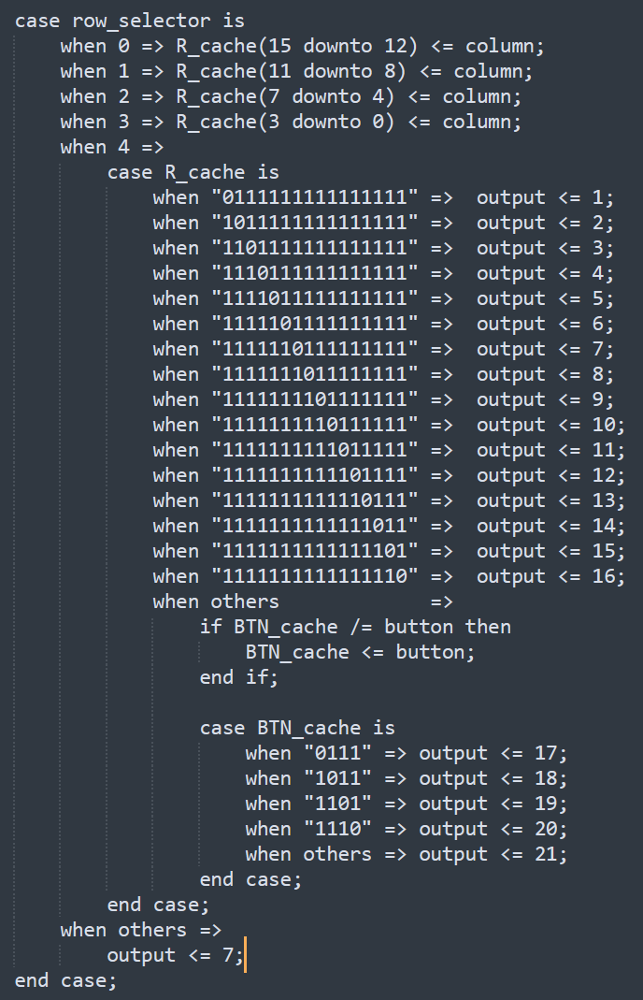 case row_selector is
    when 0 => R_cache(15 downto 12) <= column;
    when 1 => R_cache(11 downto 8) <= column;
    when 2 => R_cache(7 downto 4) <= column;
    when 3 => R_cache(3 downto 0) <= column;
    when 4 =>
        case R_cache is
            when "0111111111111111" =>  output <= 1;
            when "1011111111111111" =>  output <= 2;
            when "1101111111111111" =>  output <= 3;
            when "1110111111111111" =>  output <= 4;
            when "1111011111111111" =>  output <= 5;
            when "1111101111111111" =>  output <= 6;
            when "1111110111111111" =>  output <= 7;
            when "1111111011111111" =>  output <= 8;
            when "1111111101111111" =>  output <= 9;
            when "1111111110111111" =>  output <= 10;
            when "1111111111011111" =>  output <= 11;
            when "1111111111101111" =>  output <= 12;
            when "1111111111110111" =>  output <= 13;
            when "1111111111111011" =>  output <= 14;
            when "1111111111111101" =>  output <= 15;
            when "1111111111111110" =>  output <= 16;
            when others             =>
                if BTN_cache /= button then
                    BTN_cache <= button;
                end if;

                case BTN_cache is
                    when "0111" => output <= 17;
                    when "1011" => output <= 18;
                    when "1101" => output <= 19;
                    when "1110" => output <= 20;
                    when others => output <= 21;
                end case;
        end case;
    when others =>
        output <= 7;
end case;